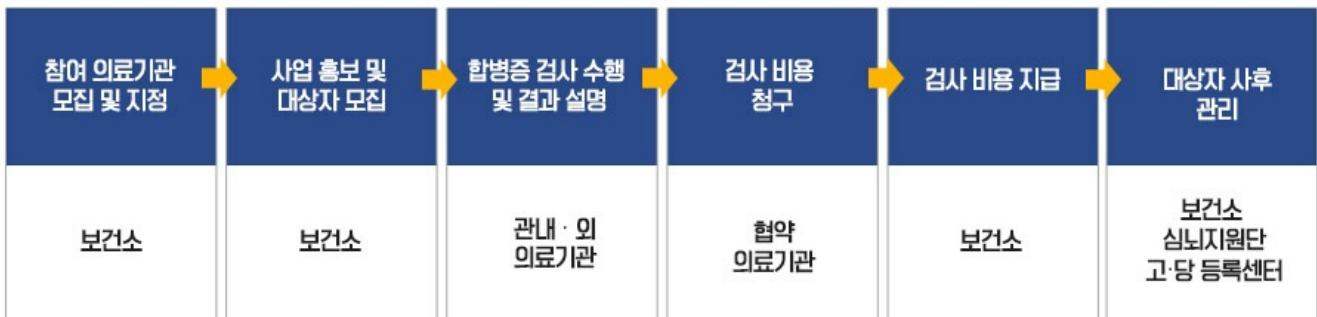 참여 의료기관
모집 및 지정
사업 홍보 및
대상자 모집
합병증 검사 수행
및 결과 설명
검사 비용
청구
검사 비용 지급
대상자 사후
관리
보건소
보건소
관내 · 외
의료기관
협약
의료기관
보건소
보건소
심뇌지원단
고·당 등록센터